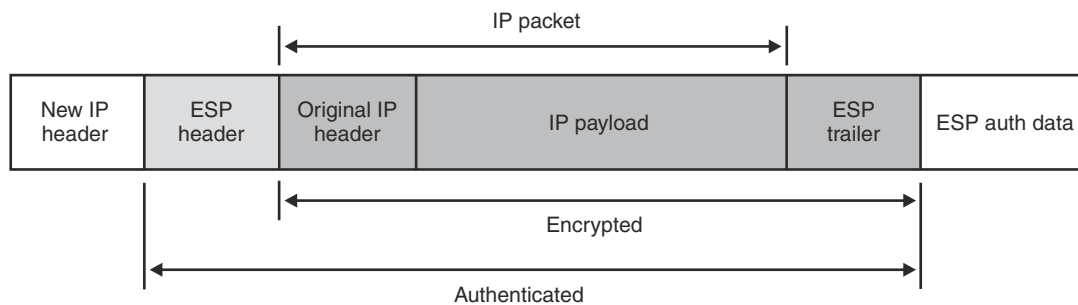 IP packet
New IP
header
ESP
header
Original IP
header
IP payload
ESP
trailer
ESP auth data
Encrypted
Authenticated